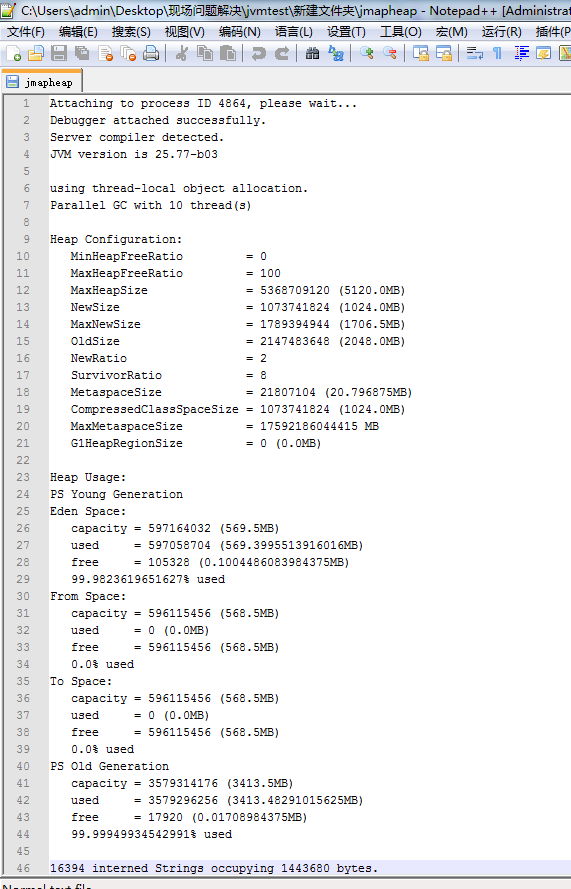 C:\Users\admin\Desktop\现场问题解决\jvmtest\新建文件夹\jmapheap - Notepad++ [Administrat
文件(F) 编辑(E) 搜索(S) 视图(V) 编码(N) 语言(L) 设置(T) 工具(O) 宏(M) 运行(R) 插件(P
jmapheap
1 Attaching to process ID 4864, please wait...
2 Debugger attached successfully.
3 Server compiler detected.
4 JVM version is 25.77-b03
5
6 using thread-local object allocation.
7 Parallel GC with 10 thread(s)
8
9 Heap Configuration:
10 MinHeapFreeRatio = 0
11 MaxHeapFreeRatio = 100
12 MaxHeapSize = 5368709120 (5120.0MB)
13 NewSize = 1073741824 (1024.0MB)
14 MaxNewSize = 1789394944 (1706.5MB)
15 OldSize = 2147483648 (2048.0MB)
16 NewRatio = 2
17 SurvivorRatio = 8
18 MetaspaceSize = 21807104 (20.796875MB)
19 CompressedClassSpaceSize = 1073741824 (1024.0MB)
20 MaxMetaspaceSize = 17592186044415 MB
21 G1HeapRegionSize = 0 (0.0MB)
22
23 Heap Usage:
24 PS Young Generation
25 Eden Space:
26 capacity = 597164032 (569.5MB)
27 used = 597058704 (569.3995513916016MB)
28 free = 105328 (0.1004486083984375MB)
29 99.9823619651627% used
30 From Space:
31 capacity = 596115456 (568.5MB)
32 used = 0 (0.0MB)
33 free = 596115456 (568.5MB)
34 0.0% used
35 To Space:
36 capacity = 596115456 (568.5MB)
37 used = 0 (0.0MB)
38 free = 596115456 (568.5MB)
39 0.0% used
40 PS Old Generation
41 capacity = 3579314176 (3413.5MB)
42 used = 3579296256 (3413.48291015625MB)
43 free = 17920 (0.01708984375MB)
44 99.99949934542991% used
45
46 16394 interned Strings occupying 1443680 bytes.
Normal text file